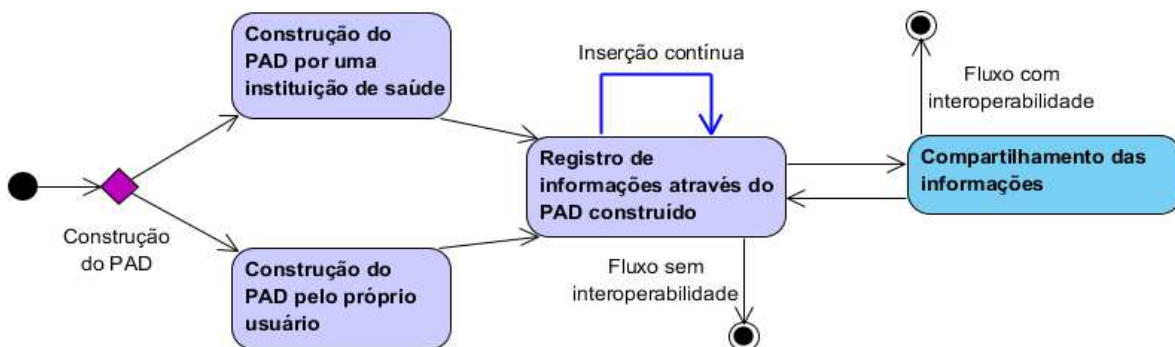 Construção do
PAD por uma
instituição de saúde
Construção
do PAD
Construção do
PAD pelo próprio
usuário
Inserção contínua
Registro de
informações através do
PAD construído
Fluxo sem
interoperabilidade
Fluxo com
interoperabilidade
Compartilhamento das
informações